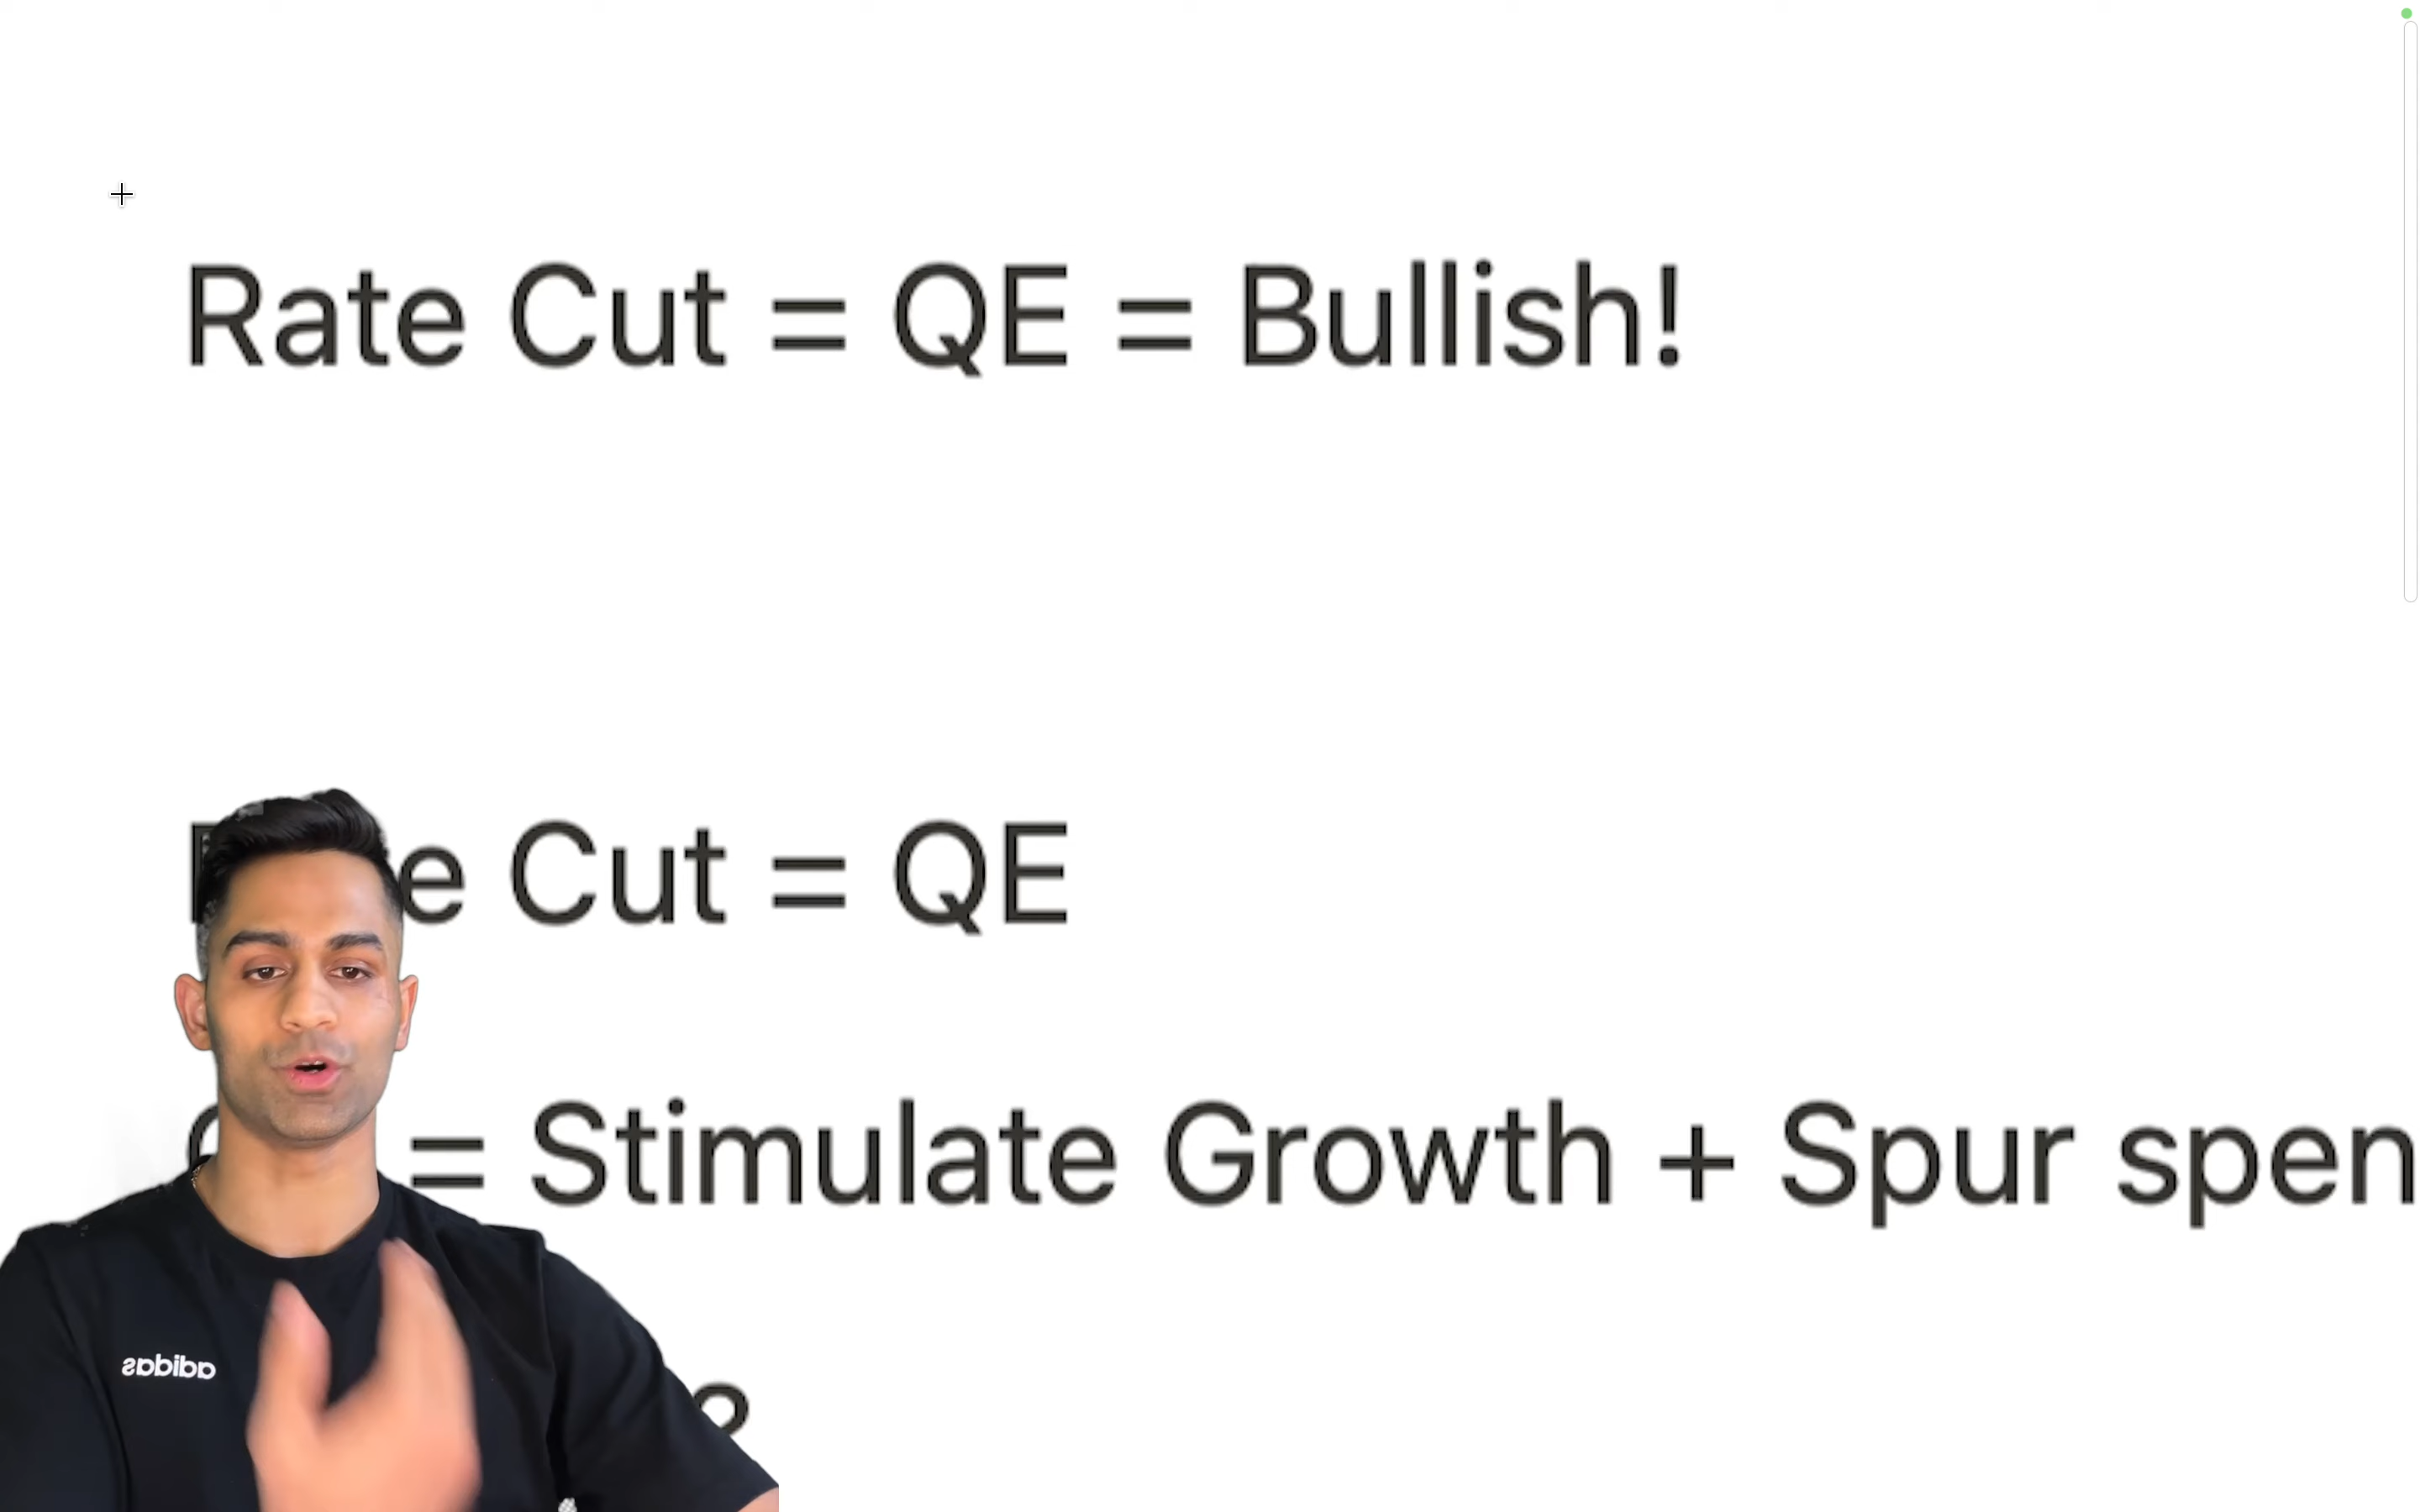 Rate Cut = QE = Bullish!
Cut = QE
= Stimulate Growth + Spur spen
adidas